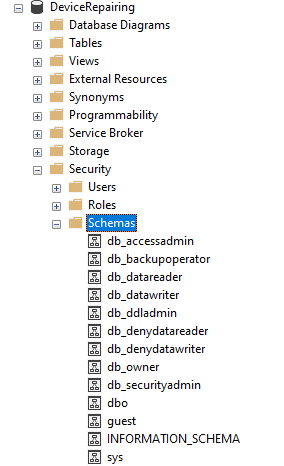 DeviceRepairing
Database Diagrams
Tables
Views
External Resources
Synonyms
Programmability
Service Broker
Storage
Security
Users
Roles
Schemas
db_accessadmin
db_backupoperator
db_datareader
db_datawriter
db_ddladmin
db_denydatareader
db_denydatawriter
db_owner
db_securityadmin
dbo
guest
INFORMATION_SCHEMA
sys